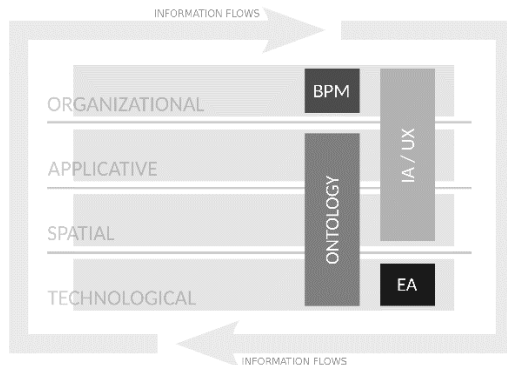 INFORMATION FLOWS
BPM
ORGANIZATIONAL
IA / UX
APPLICATIVE
ONTOLOGY
SPATIAL
EA
TECHNOLOGICAL
INFORMATION FLOWS